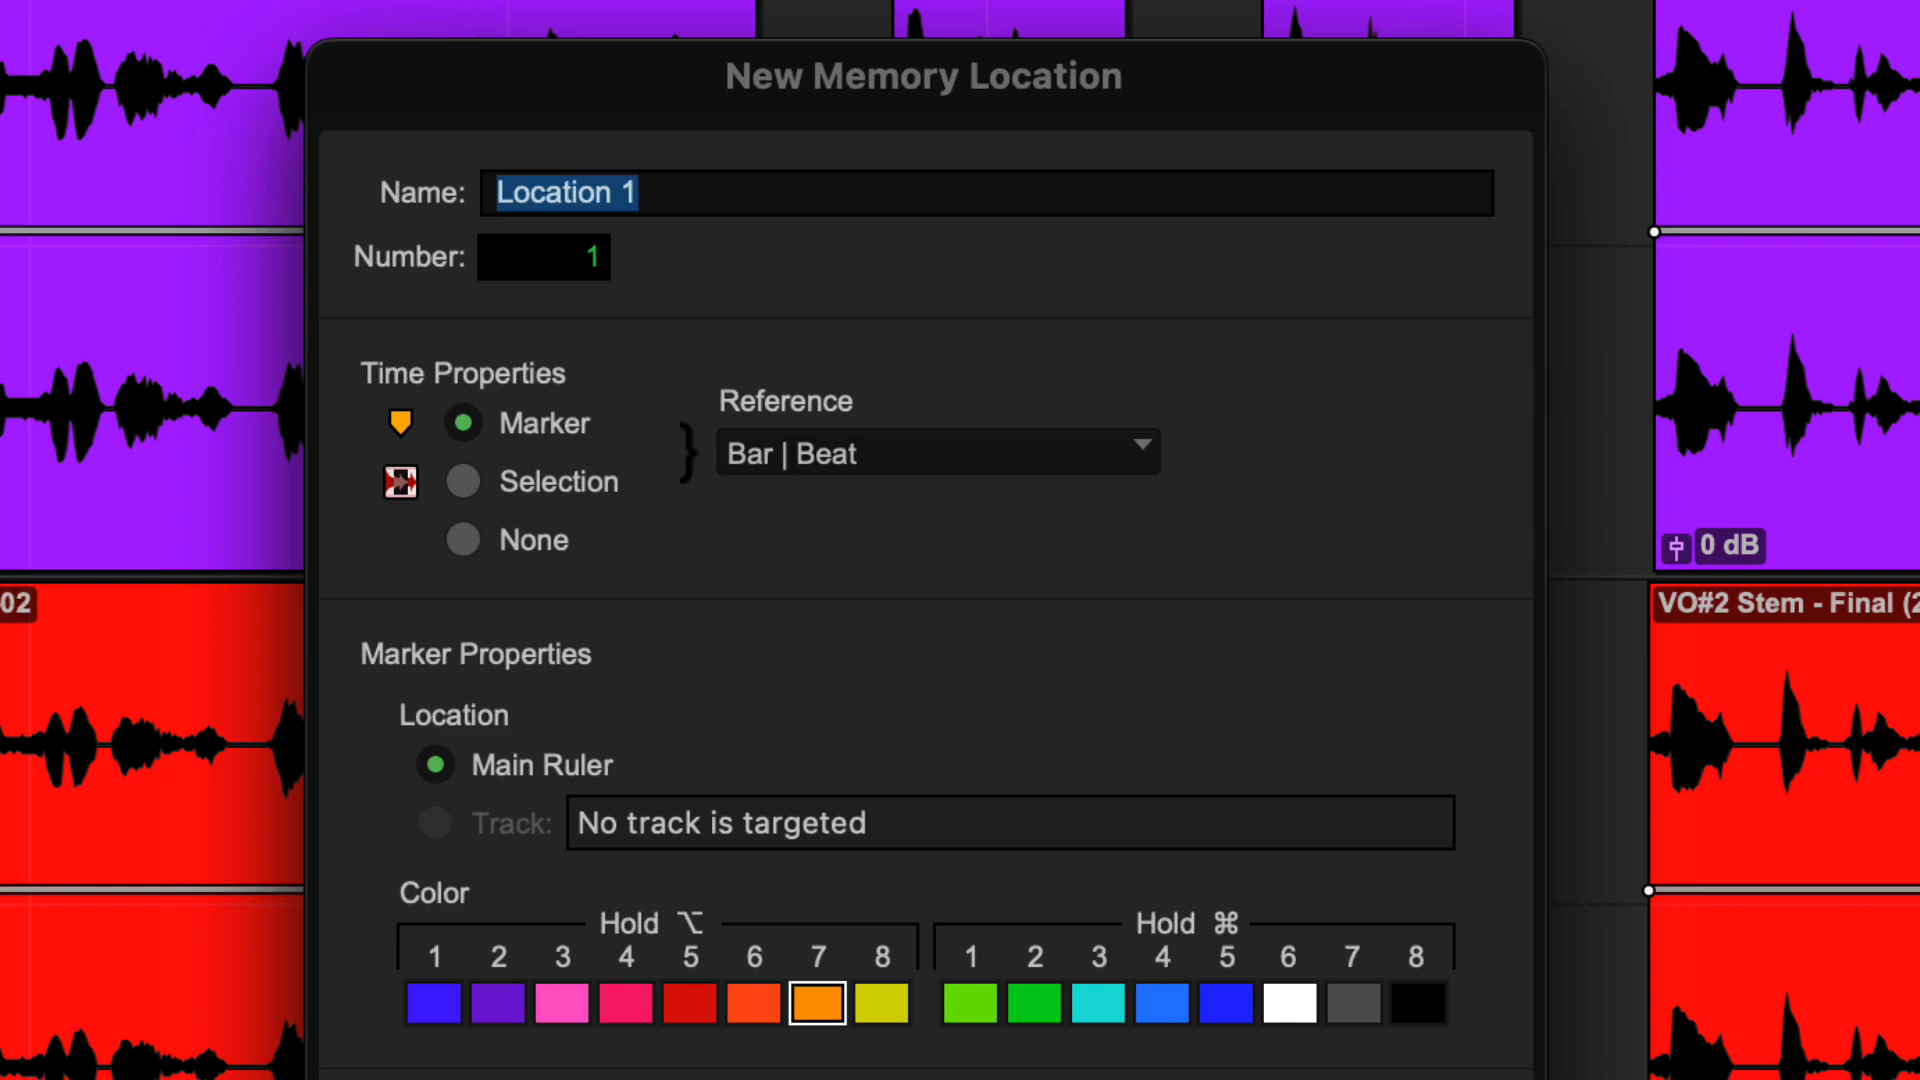 New Memory Location
Name: Location 1
Number: 1
Time Properties
Marker
Selection
None
Reference
Bar | Beat
0 dB
02
VO#2 Stem - Final (2
Marker Properties
Location
Main Ruler
Track: No track is targeted
Color
Hold ⌥ Hold ⌘
1 2 3 4 5 6 7 8 1 2 3 4 5 6 7 8